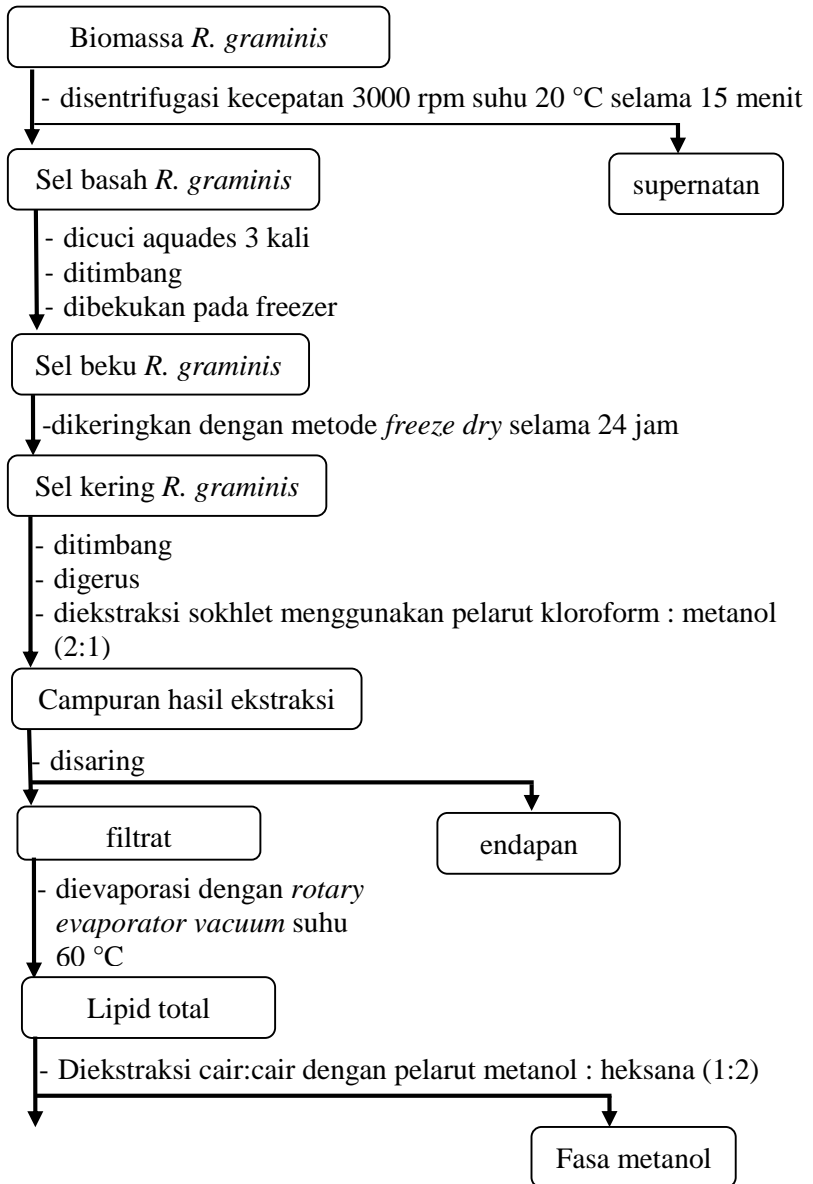 Biomassa R. graminis
- disentrifugasi kecepatan 3000 rpm suhu 20 °C selama 15 menit
Sel basah R. graminis
supernatan
- dicuci aquades 3 kali
- ditimbang
- dibekukan pada freezer
Sel beku R. graminis
-dikeringkan dengan metode freeze dry selama 24 jam
Sel kering R. graminis
- ditimbang
- digerus
- diekstraksi sokhlet menggunakan pelarut kloroform : metanol
(2:1)
Campuran hasil ekstraksi
- disaring
filtrat
endapan
- dievaporasi dengan rotary
evaporator vacuum suhu
60 °C
Lipid total
- Diekstraksi cair:cair dengan pelarut metanol : heksana (1:2)
Fasa metanol